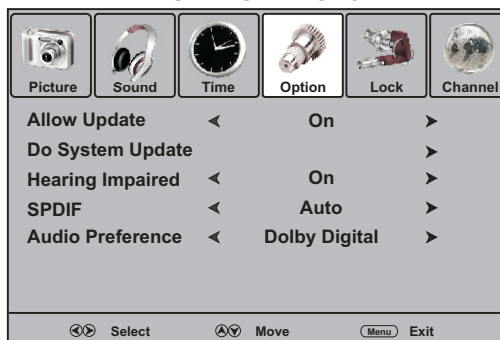 Picture Sound Time Option Lock Channel
Allow Update On
Do System Update
Hearing Impaired On
SPDIF Auto
Audio Preference Dolby Digital
Select Move Menu Exit